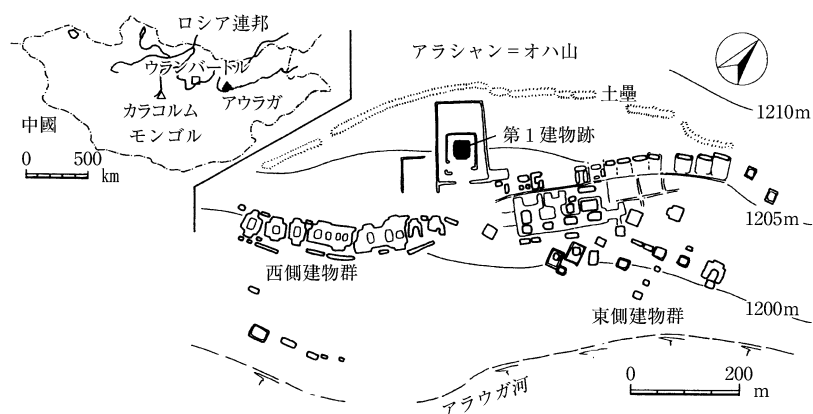 ロシア連邦
ウランバートル
カラコルム
アウラガ
中國
モンゴル
0 500
km
アラシャン＝オハ山
土壘
1210m
第1建物跡
1205m
西側建物群
1200m
東側建物群
アラウガ河
0 200
m